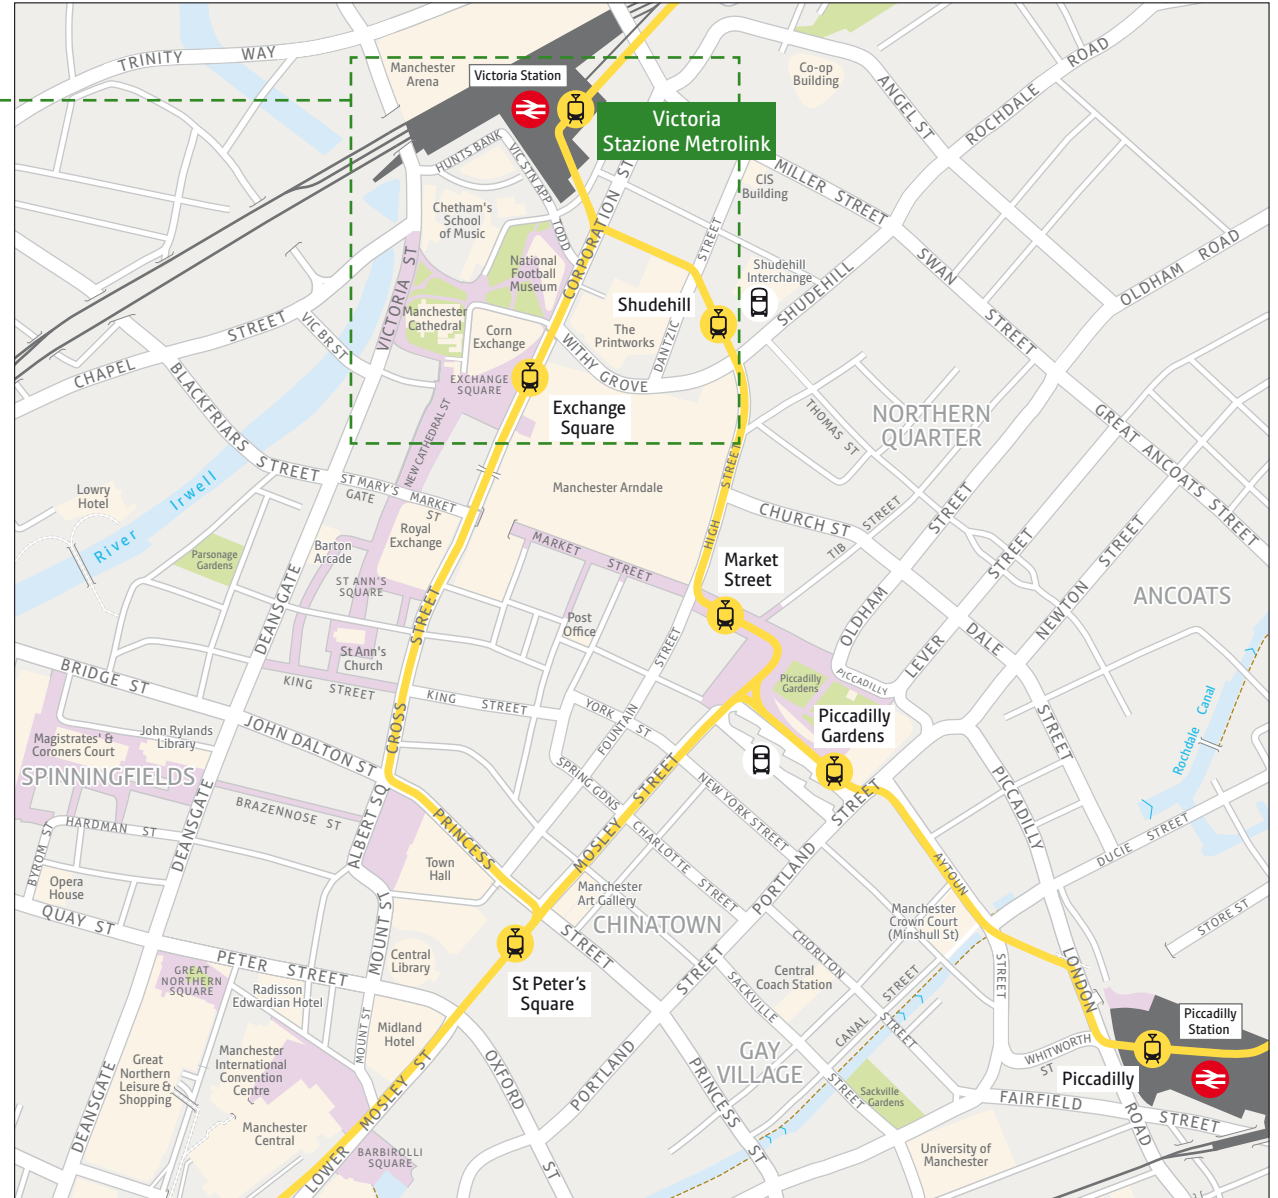 TRINITY WAY
Manchester
Arena
Victoria Station
Co-op
Building
ANGEL ST
ROCHDALE ROAD
Victoria
Stazione Metrolink
HUNTS BANK
VIC STN APP
TODD
CORPORATION ST
MILLER STREET
CIS
Building
Chetham's
School
of Music
National
Football
Museum
VICTORIA ST
Manchester
Cathedral
Corn
Exchange
The
Printworks
Shudehill
DANTZIC STREET
Shudehill
Interchange
SHUDEHILL
SWAN STREET
OLDHAM ROAD
CHAPEL STREET
VIC BR ST
BLACKFRIARS STREET
WITHY GROVE
EXCHANGE
SQUARE
Exchange
Square
NEW CATHEDRAL ST
THOMAS ST
NORTHERN
QUARTER
GREAT ANCOATS STREET
Lowry
Hotel
River Irwell
ST MARY'S
GATE
MARKET
ST
Manchester Arndale
HIGH STREET
CHURCH ST
TIB STREET
OLDHAM STREET
LEVER STREET
NEWTON STREET
ANCOATS
Parsonage
Gardens
Barton
Arcade
Royal
Exchange
ST ANN'S
SQUARE
St Ann's
Church
MARKET STREET
Market
Street
Post
Office
DEANSGATE
CROSS STREET
BRIDGE ST
KING STREET
KING STREET
YORK ST
FOUNTAIN STREET
SPRING GDNS
Piccadilly
Gardens
PICCADILLY
Piccadilly
Gardens
DALE STREET
Rochdale Canal
Magistrates' &
Coroners Court
John Rylands
Library
SPINNINGFIELDS
JOHN DALTON ST
BRAZENNOSE ST
HARDMAN ST
BYROM ST
DEANSGATE
ALBERT SQ
PRINCESS STREET
MOSLEY STREET
NEW YORK STREET
CHARLOTTE STREET
PORTLAND STREET
PICCADILLY
DUCIE STREET
STORE ST
Opera
House
Town
Hall
Manchester
Art Gallery
CHINATOWN
AYTOUN STREET
Manchester
Crown Court
(Minshull St)
QUAY ST
PETER STREET
MOUNT ST
MOUNT ST
Central
Library
St Peter's
Square
GREAT
NORTHERN
SQUARE
Radisson
Edwardian Hotel
Midland
Hotel
Manchester
International
Convention
Centre
Great
Northern
Leisure &
Shopping
Manchester
Central
DEANSGATE
LOWER MOSLEY ST
BARBIROLLI
SQUARE
OXFORD ST
PORTLAND STREET
PRINCESS ST
SACKVILLE STREET
CHORLTON STREET
Central
Coach Station
CANAL STREET
GAY
VILLAGE
Sackville
Gardens
University of
Manchester
LONDON ROAD
WHITWORTH
ST
FAIRFIELD STREET
Piccadilly
Piccadilly
Station